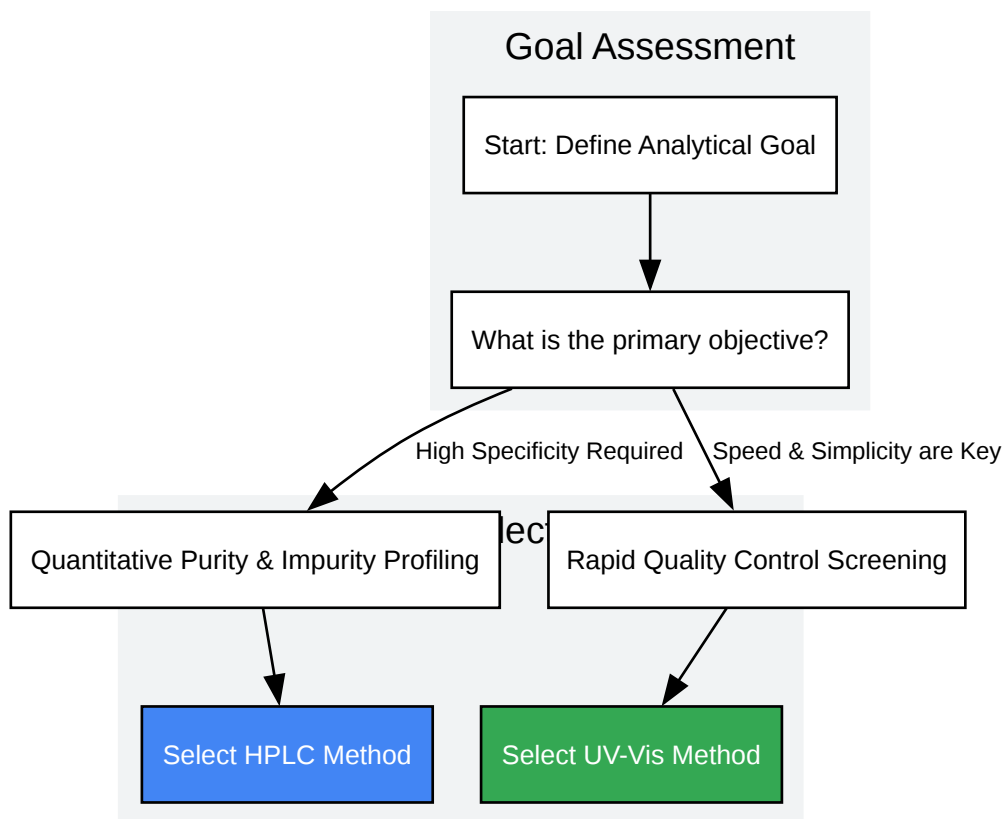 Goal Assessment
Start: Define Analytical Goal
What is the primary objective?
High Specificity Required
Speed & Simplicity are Key
Quantitative Purity & Impurity Profiling
Rapid Quality Control Screening
Select HPLC Method
Select UV-Vis Method